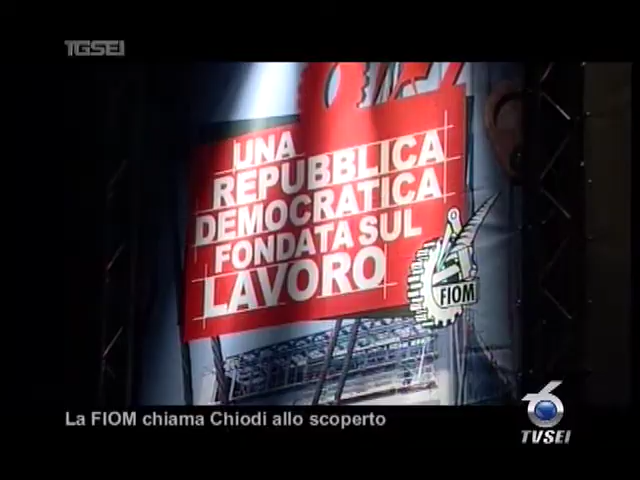 TGSEI
UNA
REPUBBLICA
DEMOCRATICA
FONDATA SUL
LAVORO
FIOM
La FIOM chiama Chiodi allo scoperto
6
TVSEI